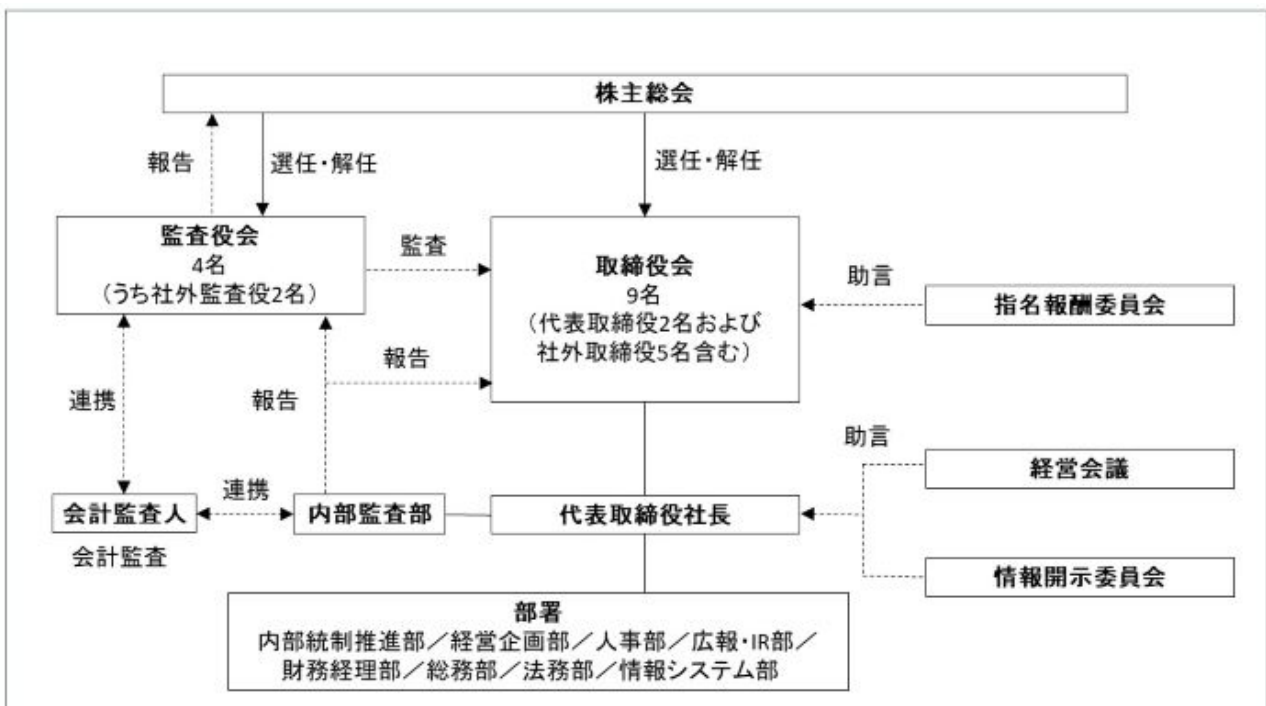 株主総会
報告
選任・解任
選任・解任
監査役会
4名
（うち社外監査役2名）
監査
取締役会
9名
（代表取締役2名および
社外取締役5名含む）
助言
指名報酬委員会
報告
連携
報告
助言
経営会議
会計監査人
連携
内部監査部
代表取締役社長
会計監査
情報開示委員会
部署
内部統制推進部／経営企画部／人事部／広報・IR部／
財務経理部／総務部／法務部／情報システム部